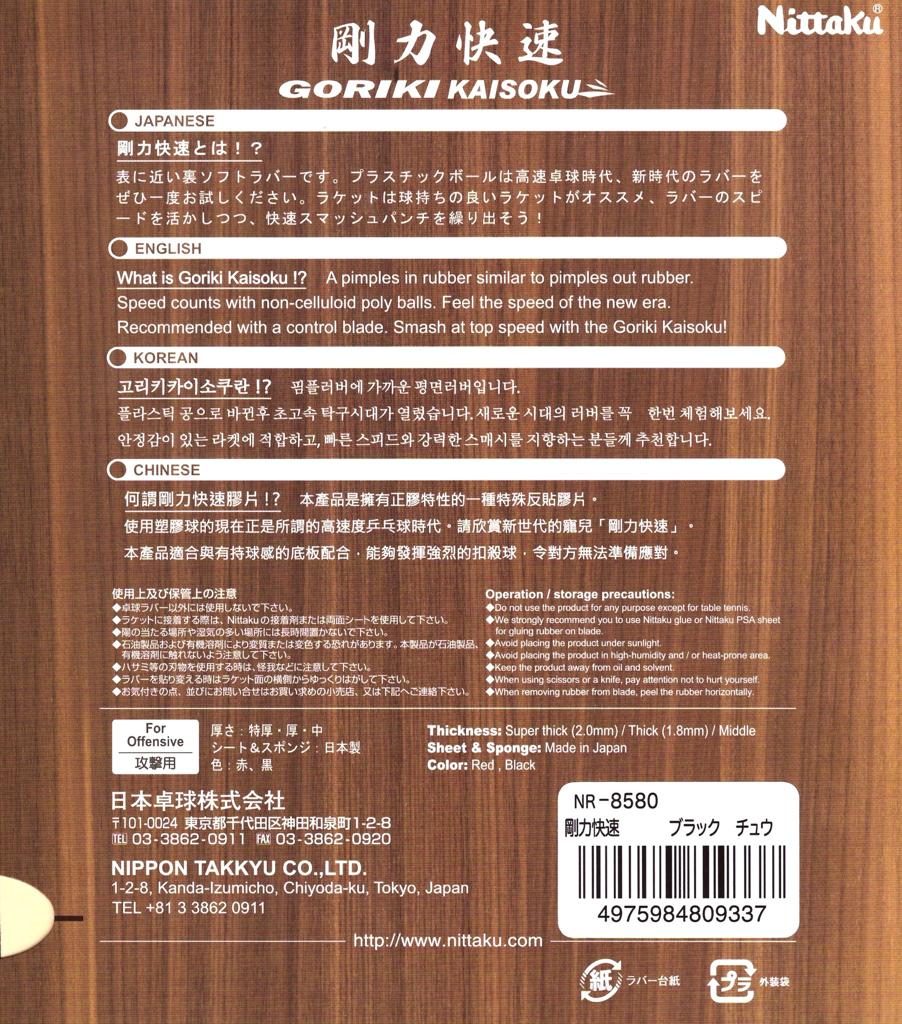 Nittaku®
剛力快速
GORIKI KAISOKU
JAPANESE
剛力快速とは！？
表に近い裏ソフトラバーです。プラスチックボールは高速卓球時代、新時代のラバーを
ぜひ一度お試しください。ラケットは球持ちの良いラケットがオススメ、ラバーのスピ
ードを活かしつつ、快速スマッシュパンチを繰り出そう！
ENGLISH
What is Goriki Kaisoku !? A pimples in rubber similar to pimples out rubber.
Speed counts with non-celluloid poly balls. Feel the speed of the new era.
Recommended with a control blade. Smash at top speed with the Goriki Kaisoku!
KOREAN
고리키카이소쿠란 !? 핌플러버에 가까운 평면러버입니다.
플라스틱 공으로 바뀐후 초고속 탁구시대가 열렸습니다. 새로운 시대의 러버를 꼭 한번 체험해보세요.
안정감이 있는 라켓에 적합하고, 빠른 스피드와 강력한 스매시를 지향하는 분들께 추천합니다.
CHINESE
何謂剛力快速膠片！？ 本產品是擁有正膠特性的一種特殊反貼膠片。
使用塑膠球的現在正是所謂的高速度乒乓球時代。請欣賞新世代的寵兒「剛力快速」。
本產品適合與有持球感的底板配合，能夠發揮強烈的扣殺球，令對方無法準備應對。
使用上及び保管上の注意
◆卓球ラバー以外には使用しないで下さい。
◆ラケットに接着する際は、Nittakuの接着剤または両面シートを使用して下さい。
◆陽の当たる場所や湿気の多い場所には長時間置かないで下さい。
◆石油製品および有機溶剤により変質または変色する恐れがあります。本製品が石油製品、
有機溶剤に触れないよう注意して下さい。
◆ハサミ等の刃物を使用する時は、怪我などに注意して下さい。
◆ラバーを貼り変える時はラケット面の横側からゆっくりはがして下さい。
◆お気付きの点、並びにお問い合せはお買い求めの小売店、又は下記へご連絡下さい。
Operation / storage precautions:
◆Do not use the product for any purpose except for table tennis.
◆We strongly recommend you to use Nittaku glue or Nittaku PSA sheet
for gluing rubber on blade.
◆Avoid placing the product under sunlight.
◆Avoid placing the product in high-humidity and / or heat-prone area.
◆Keep the product away from oil and solvent.
◆When using scissors or a knife, pay attention not to hurt yourself.
◆When removing rubber from blade, peel the rubber horizontally.
For
Offensive
攻撃用
厚さ：特厚・厚・中
シート＆スポンジ：日本製
色：赤、黒
Thickness: Super thick (2.0mm) / Thick (1.8mm) / Middle
Sheet & Sponge: Made in Japan
Color: Red , Black
日本卓球株式会社
〒101-0024 東京都千代田区神田和泉町1-2-8
TEL 03-3862-0911 FAX 03-3862-0920
NIPPON TAKKYU CO.,LTD.
1-2-8, Kanda-Izumicho, Chiyoda-ku, Tokyo, Japan
TEL +81 3 3862 0911
NR-8580
剛力快速 ブラック チュウ
4975984809337
http://www.nittaku.com
紙 ラバー台紙
プラ 外装袋